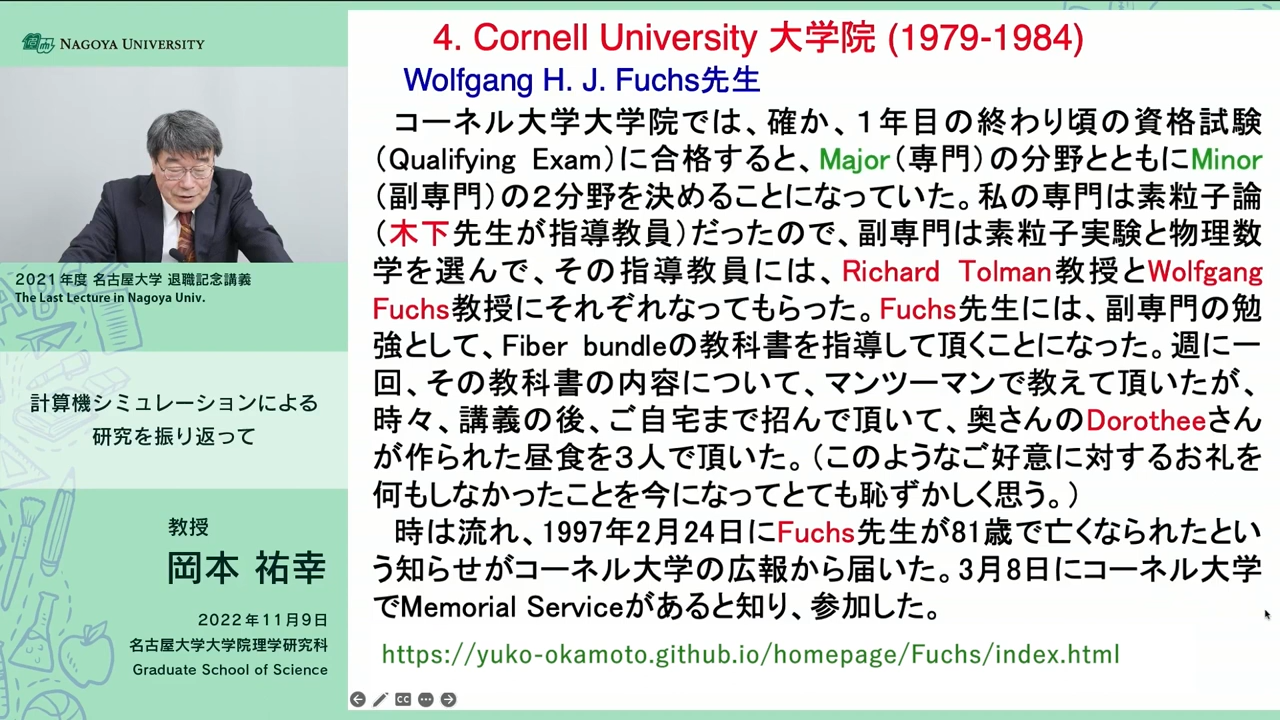 NAGOYA UNIVERSITY
2021年度 名古屋大学 退職記念講義
The Last Lecture in Nagoya Univ.
計算機シミュレーションによる
研究を振り返って
教授
岡本 祐幸
2022年11月9日
名古屋大学大学院理学研究科
Graduate School of Science
4. Cornell University 大学院 (1979-1984)
Wolfgang H. J. Fuchs先生
コーネル大学大学院では、確か、１年目の終わり頃の資格試験
（Qualifying Exam）に合格すると、Major（専門）の分野とともにMinor
（副専門）の２分野を決めることになっていた。私の専門は素粒子論
（木下先生が指導教員）だったので、副専門は素粒子実験と物理数
学を選んで、その指導教員には、Richard Tolman教授とWolfgang
Fuchs教授にそれぞれなってもらった。Fuchs先生には、副専門の勉
強として、Fiber bundleの教科書を指導して頂くことになった。週に一
回、その教科書の内容について、マンツーマンで教えて頂いたが、
時々、講義の後、ご自宅まで招んで頂いて、奥さんのDorotheeさん
が作られた昼食を３人で頂いた。（このようなご好意に対するお礼を
何もしなかったことを今になってとても恥ずかしく思う。）
時は流れ、1997年2月24日にFuchs先生が81歳で亡くなられたとい
う知らせがコーネル大学の広報から届いた。3月8日にコーネル大学
でMemorial Serviceがあると知り、参加した。
https://yuko-okamoto.github.io/homepage/Fuchs/index.html
CC